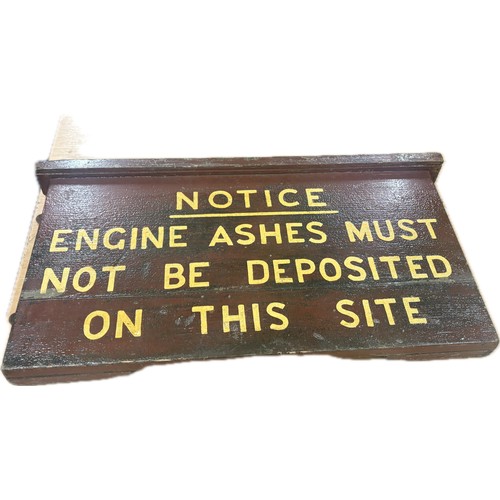 NOTICE
ENGINE ASHES MUST
NOT BE DEPOSITED
ON THIS SITE